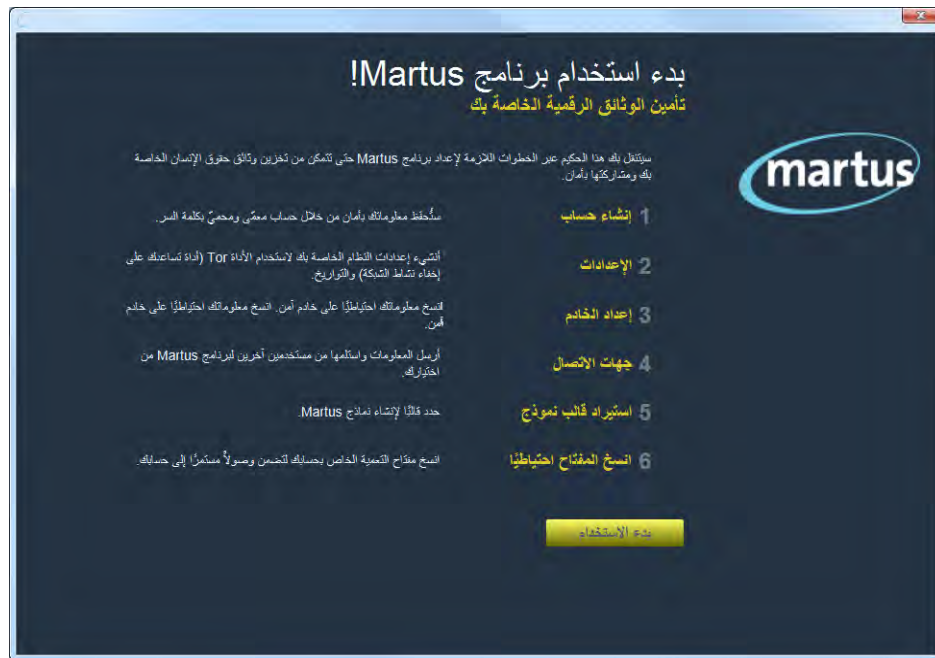 بدء استخدام برنامج Martus!
تأمين الوثائق الرقمية الخاصة بك
martus
سيتنقل بك هذا الحكيم عبر الخطوات اللازمة لإعداد برنامج Martus حتى تتمكن من تخزين وثائق حقوق الإنسان الخاصة
بك ومشاركتها بأمان.
1 إنشاء حساب
ستُحفظ معلوماتك بأمان من خلال حساب معمّى ومحميّ بكلمة السر.
2 الإعدادات
أنشيء إعدادات النظام الخاصة بك لاستخدام الأداة Tor (أداة تساعدك على
إخفاء نشاط الشبكة) والتواريخ.
3 إعداد الخادم
انسخ معلوماتك احتياطيًا على خادم آمن. انسخ معلوماتك احتياطيًا على خادم
آمن.
4 جهات الاتصال
أرسل المعلومات واستلمها من مستخدمين آخرين لبرنامج Martus من
اختيارك.
5 استيراد قالب نموذج
حدد قالبًا لإنشاء نماذج Martus.
6 انسخ المفتاح احتياطيًا
انسخ مفتاح التعمية الخاص بحسابك لتضمن وصولاً مستمرًا إلى حسابك.
بدء الاستخدام